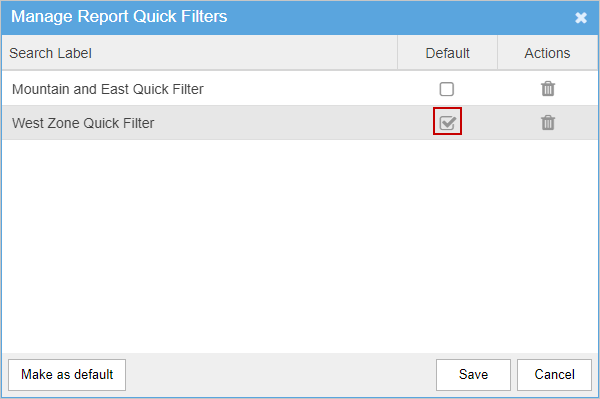 Manage Report Quick Filters
Search Label Default Actions
Mountain and East Quick Filter
West Zone Quick Filter
Make as default Save Cancel